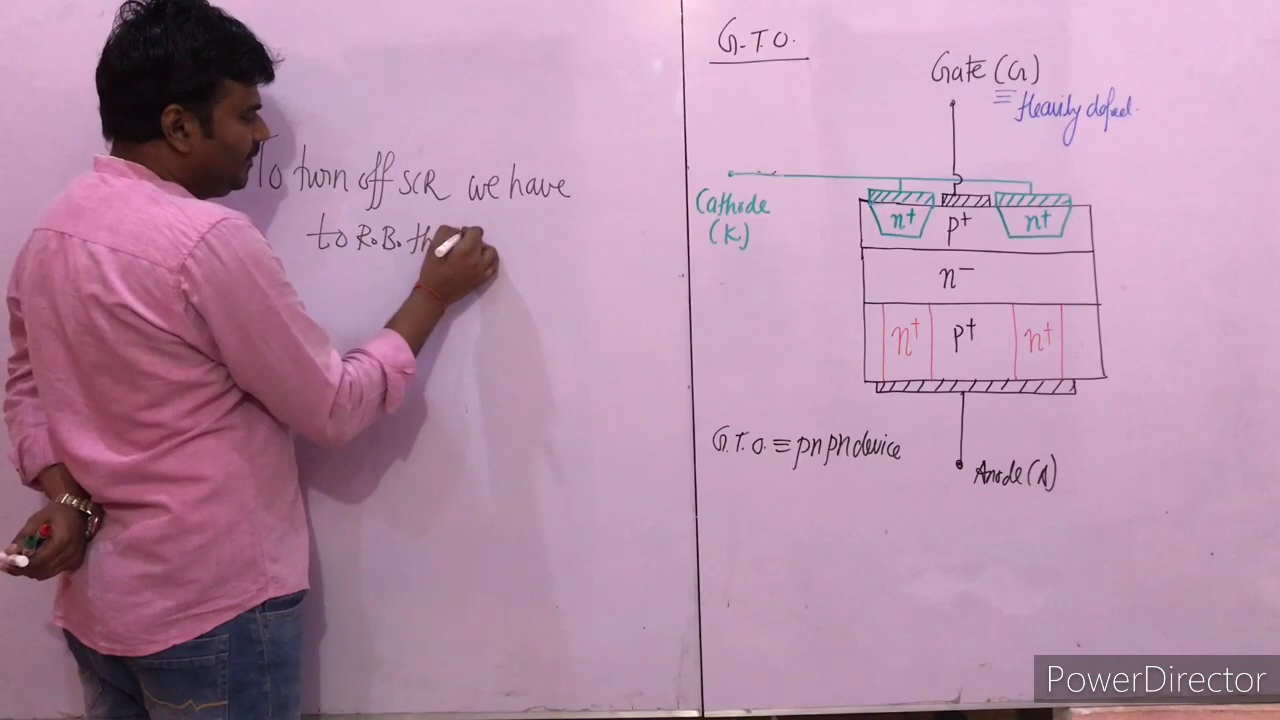 To turn off SCR we have
to R.B. th
G.T.O.
Gate (G)
≡ Heavily doped.
Cathode
(K)
n+
p+
n+
n−
n+
p+
n+
G.T.O. ≡ pnpn device
Anode (A)
PowerDirector